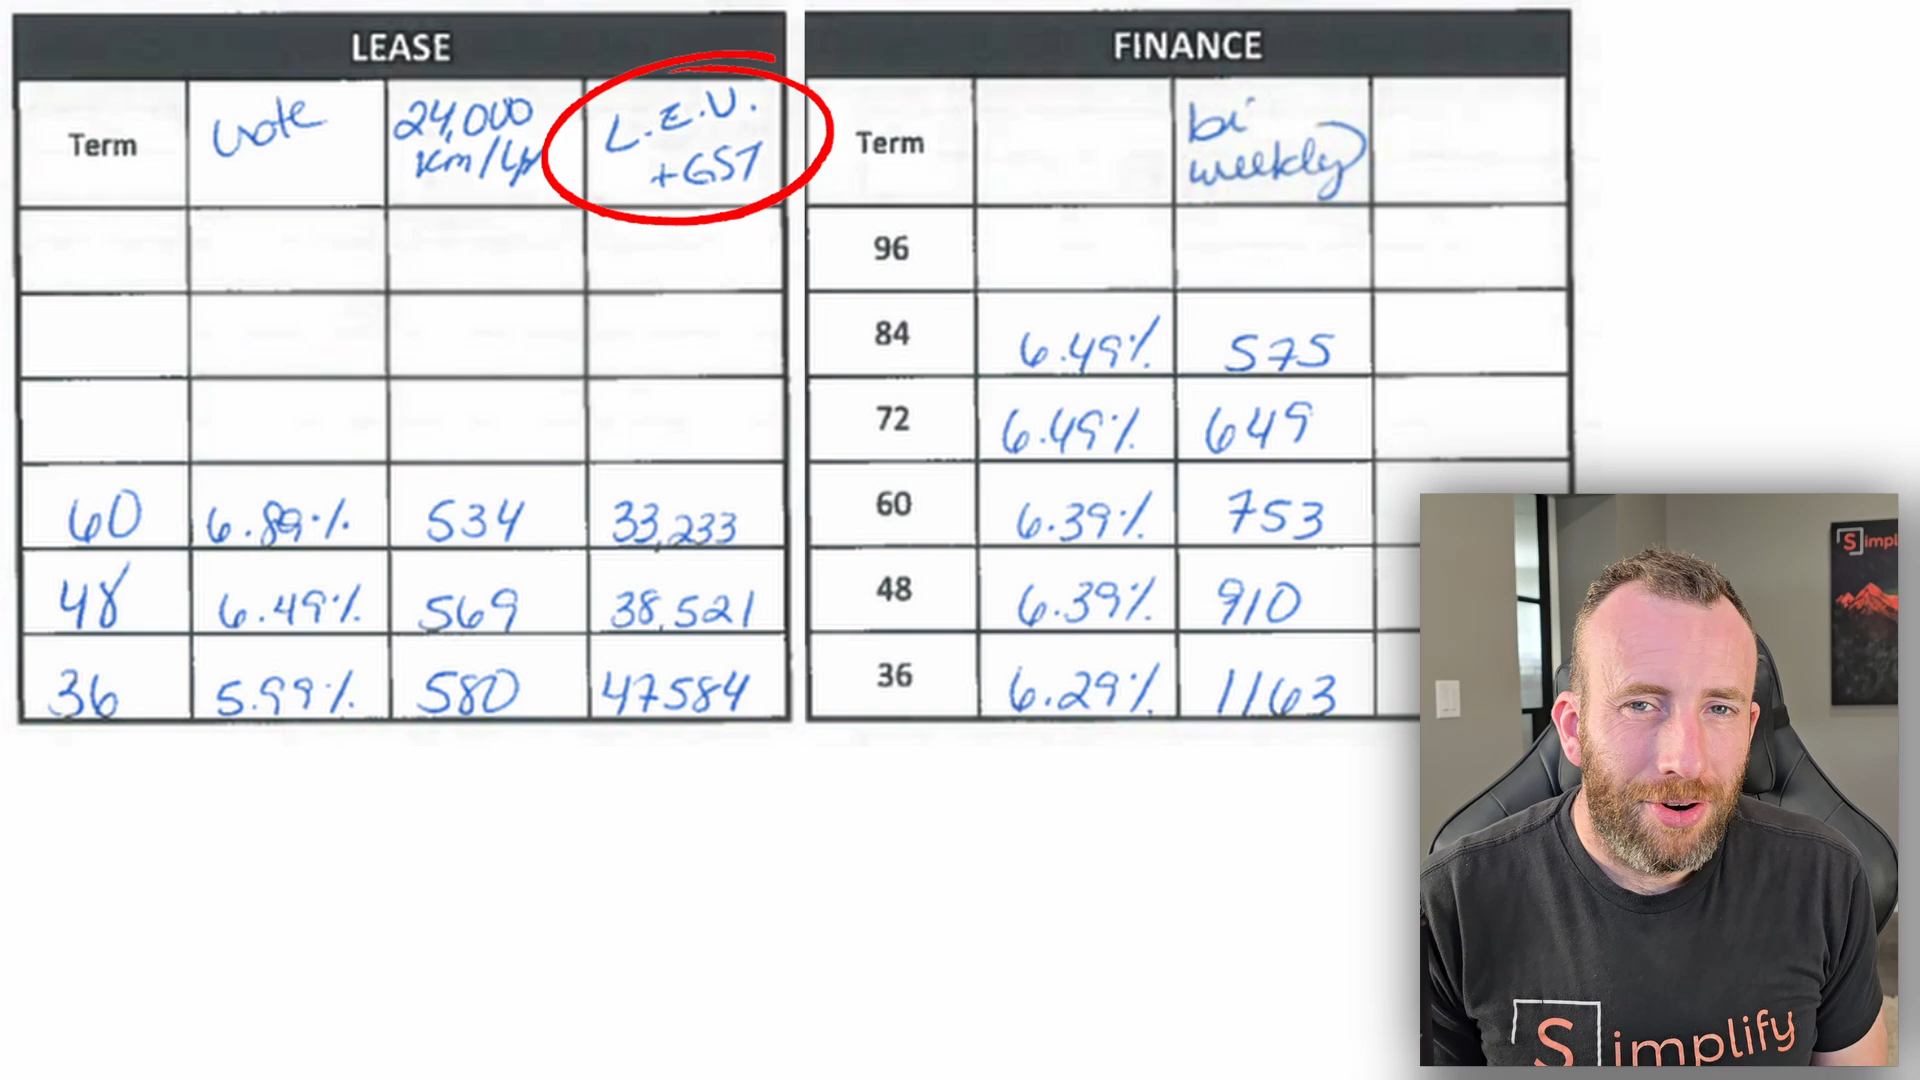 LEASE
Term rate 24,000 km/yr L.E.V. +GST
60 6.89% 534 33,233
48 6.49% 569 38,521
36 5.99% 580 47584
FINANCE
Term bi weekly
96
84 6.49% 575
72 6.49% 649
60 6.39% 753
48 6.39% 910
36 6.29% 1163
Simpl
Simplify